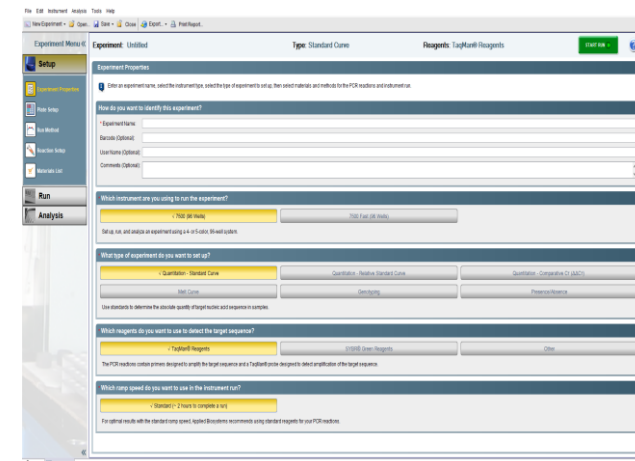 File Edit Instrument Analysis Tools Help
New Experiment Open... Save Close Export... Print Report...
Experiment Menu «
Experiment: Untitled Type: Standard Curve Reagents: TaqMan® Reagents START RUN
Setup
Experiment Properties
Plate Setup
Run Method
Reaction Setup
Materials List
Run
Analysis
Experiment Properties
Enter an experiment name, select the instrument type, select the type of experiment to set up, then select materials and methods for the PCR reactions and instrument run.
How do you want to identify this experiment?
* Experiment Name:
Barcode (Optional):
User Name (Optional):
Comments (Optional):
Which instrument are you using to run the experiment?
√ 7500 (96 Wells) 7500 Fast (96 Wells)
Set up, run, and analyze an experiment using a 4- or 5-color, 96-well system.
What type of experiment do you want to set up?
√ Quantitation - Standard Curve Quantitation - Relative Standard Curve Quantitation - Comparative CT (ΔΔCT)
Melt Curve Genotyping Presence/Absence
Use standards to determine the absolute quantity of target nucleic acid sequence in samples.
Which reagents do you want to use to detect the target sequence?
√ TaqMan® Reagents SYBR® Green Reagents Other
The PCR reactions contain primers designed to amplify the target sequence and a TaqMan® probe designed to detect amplification of the target sequence.
Which ramp speed do you want to use in the instrument run?
√ Standard (~ 2 hours to complete a run)
For optimal results with the standard ramp speed, Applied Biosystems recommends using standard reagents for your PCR reactions.
«